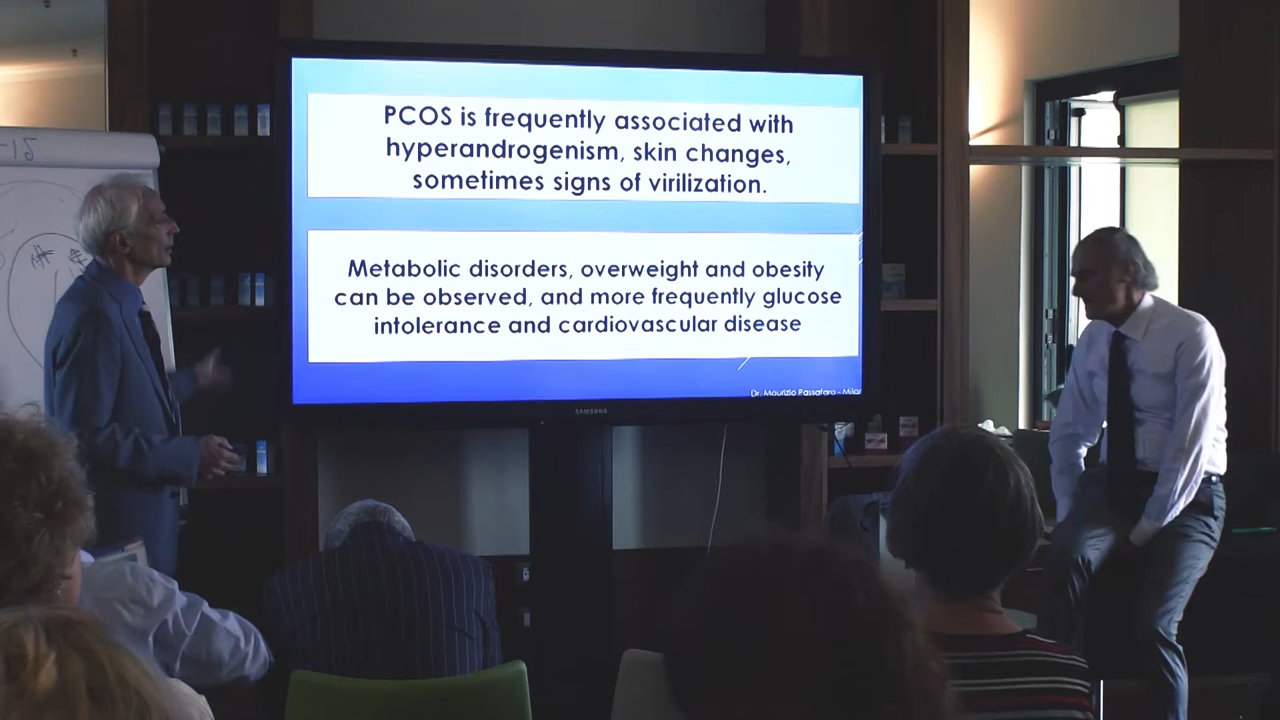 PCOS is frequently associated with
hyperandrogenism, skin changes,
sometimes signs of virilization.
Metabolic disorders, overweight and obesity
can be observed, and more frequently glucose
intolerance and cardiovascular disease
Dr. Maurizio Passafaro - Milan
SAMSUNG